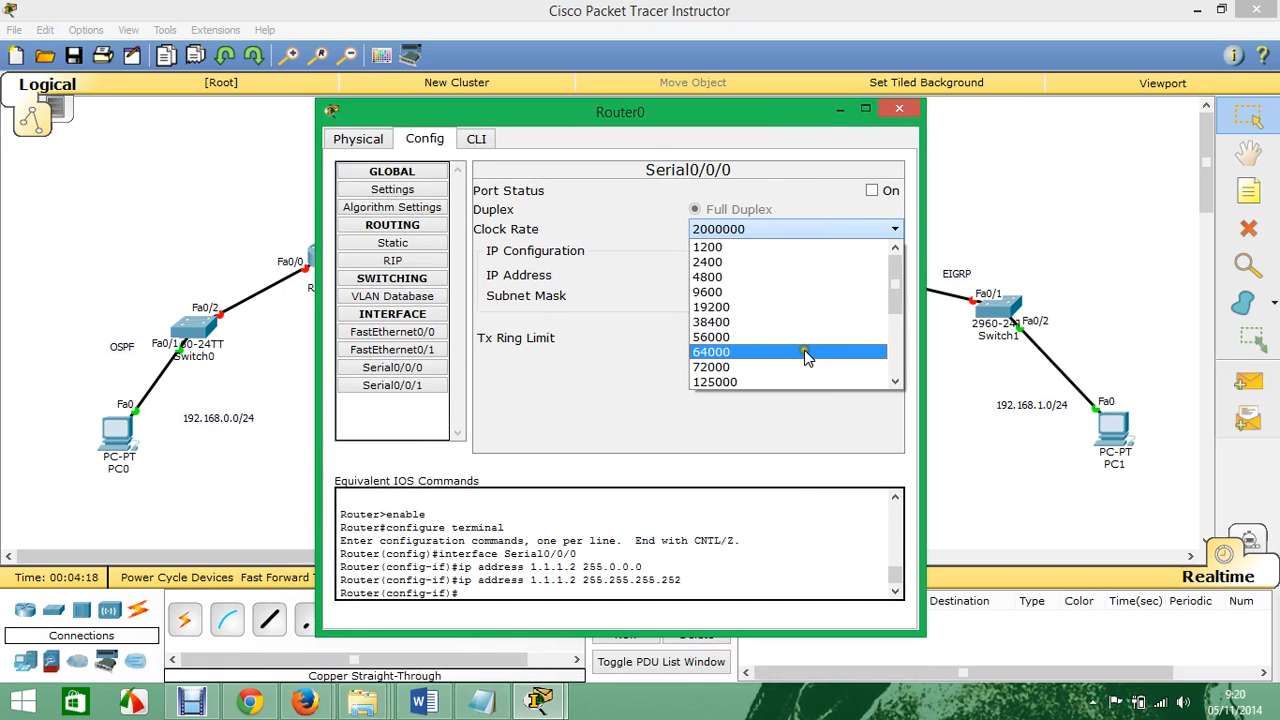 Cisco Packet Tracer Instructor
File Edit Options View Tools Extensions Help
Logical
[Root]
New Cluster
Move Object
Set Tiled Background
Viewport
Router0
Physical
Config
CLI
GLOBAL
Settings
Algorithm Settings
ROUTING
Static
RIP
SWITCHING
VLAN Database
INTERFACE
FastEthernet0/0
FastEthernet0/1
Serial0/0/0
Serial0/0/1
Serial0/0/0
Port Status
On
Duplex
Full Duplex
Clock Rate
2000000
1200
2400
4800
9600
19200
38400
56000
64000
72000
125000
IP Configuration
IP Address
Subnet Mask
Tx Ring Limit
Equivalent IOS Commands
Router>enable
Router#configure terminal
Enter configuration commands, one per line. End with CNTL/Z.
Router(config)#interface Serial0/0/0
Router(config-if)#ip address 1.1.1.2 255.0.0.0
Router(config-if)#ip address 1.1.1.2 255.255.255.252
Router(config-if)#
Fa0/0
Fa0/2
OSPF
Fa0/1
Switch0
Fa0
192.168.0.0/24
PC-PT
PC0
EIGRP
Fa0/1
2960-24
Fa0/2
Switch1
192.168.1.0/24
Fa0
PC-PT
PC1
Time: 00:04:18
Power Cycle Devices
Realtime
Connections
Copper Straight-Through
Toggle PDU List Window
Destination
Type
Color
Time(sec)
Periodic
Num
9:20
05/11/2014